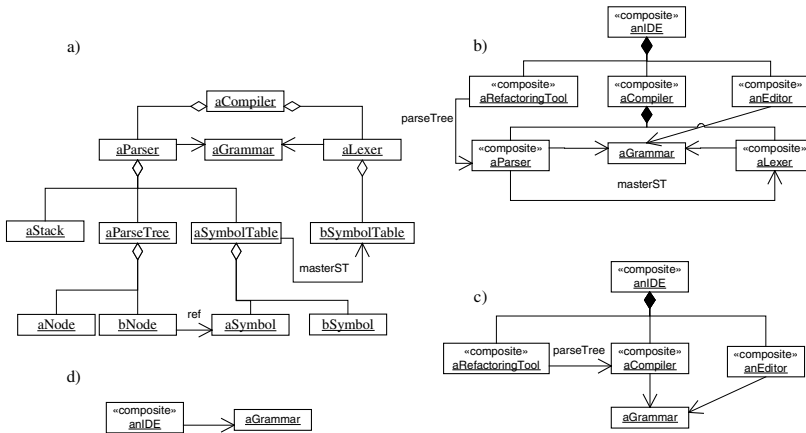 a)
aCompiler
aParser
aGrammar
aLexer
aStack
aParseTree
aSymbolTable
bSymbolTable
masterST
aNode
bNode
ref
aSymbol
bSymbol
b)
«composite»
anIDE
«composite»
aRefactoringTool
«composite»
aCompiler
«composite»
anEditor
parseTree
«composite»
aParser
aGrammar
«composite»
aLexer
masterST
c)
«composite»
anIDE
«composite»
aRefactoringTool
parseTree
«composite»
aCompiler
«composite»
anEditor
aGrammar
d)
«composite»
anIDE
aGrammar